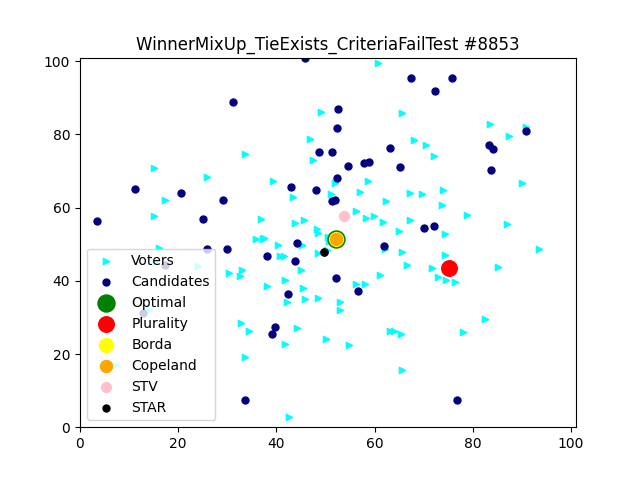 WinnerMixUp_TieExists_CriteriaFailTest #8853
100
80
60
40
20
0
Voters
Candidates
Optimal
Plurality
Borda
Copeland
STV
STAR
0 20 40 60 80 100